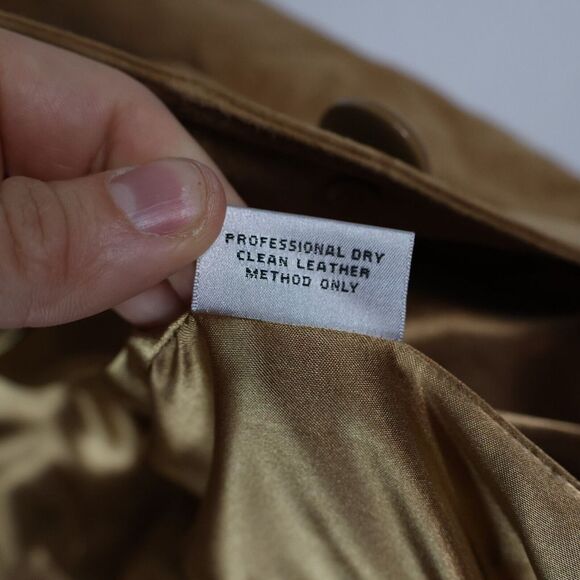 PROFESSIONAL DRY
CLEAN LEATHER
METHOD ONLY